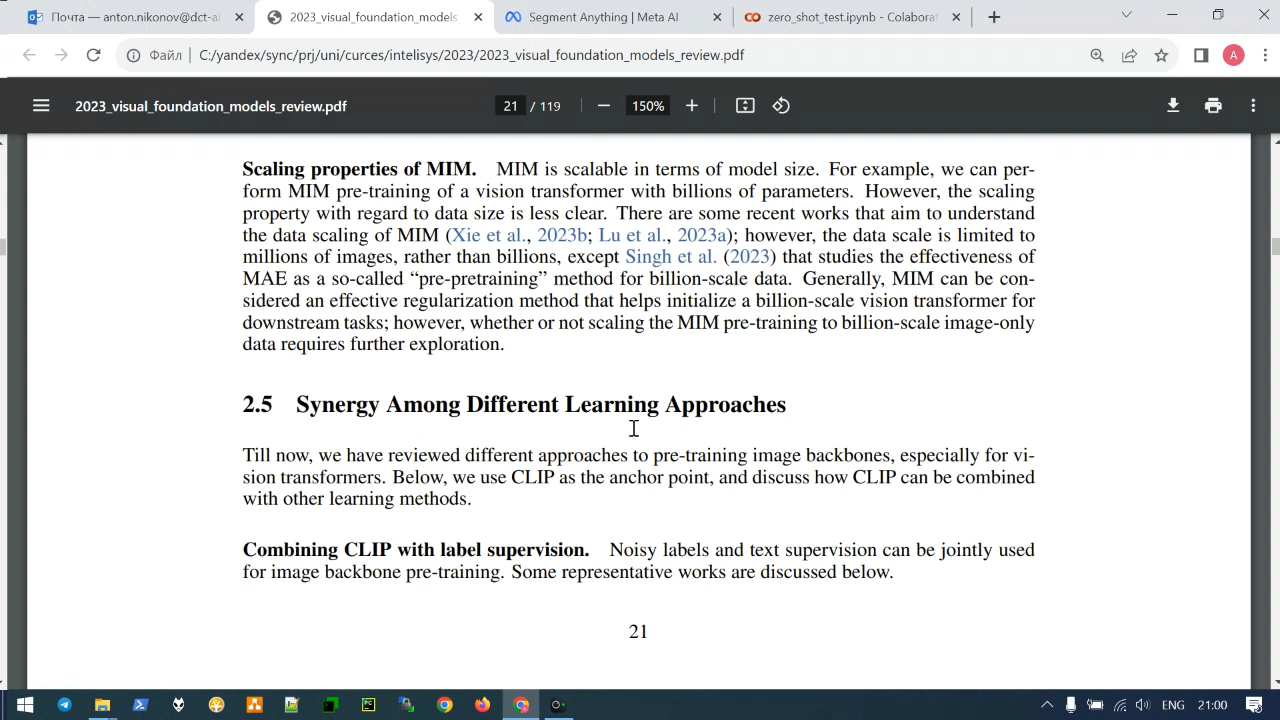 Почта — anton.nikonov@dct-ai
2023_visual_foundation_models
Segment Anything | Meta AI
zero_shot_test.ipynb - Colaborat
Файл
C:/yandex/sync/prj/uni/curces/intelisys/2023/2023_visual_foundation_models_review.pdf
A
2023_visual_foundation_models_review.pdf
21 / 119
150%
Scaling properties of MIM. MIM is scalable in terms of model size. For example, we can per-
form MIM pre-training of a vision transformer with billions of parameters. However, the scaling
property with regard to data size is less clear. There are some recent works that aim to understand
the data scaling of MIM (Xie et al., 2023b; Lu et al., 2023a); however, the data scale is limited to
millions of images, rather than billions, except Singh et al. (2023) that studies the effectiveness of
MAE as a so-called “pre-pretraining” method for billion-scale data. Generally, MIM can be con-
sidered an effective regularization method that helps initialize a billion-scale vision transformer for
downstream tasks; however, whether or not scaling the MIM pre-training to billion-scale image-only
data requires further exploration.
2.5 Synergy Among Different Learning Approaches
Till now, we have reviewed different approaches to pre-training image backbones, especially for vi-
sion transformers. Below, we use CLIP as the anchor point, and discuss how CLIP can be combined
with other learning methods.
Combining CLIP with label supervision. Noisy labels and text supervision can be jointly used
for image backbone pre-training. Some representative works are discussed below.
21
ENG
21:00